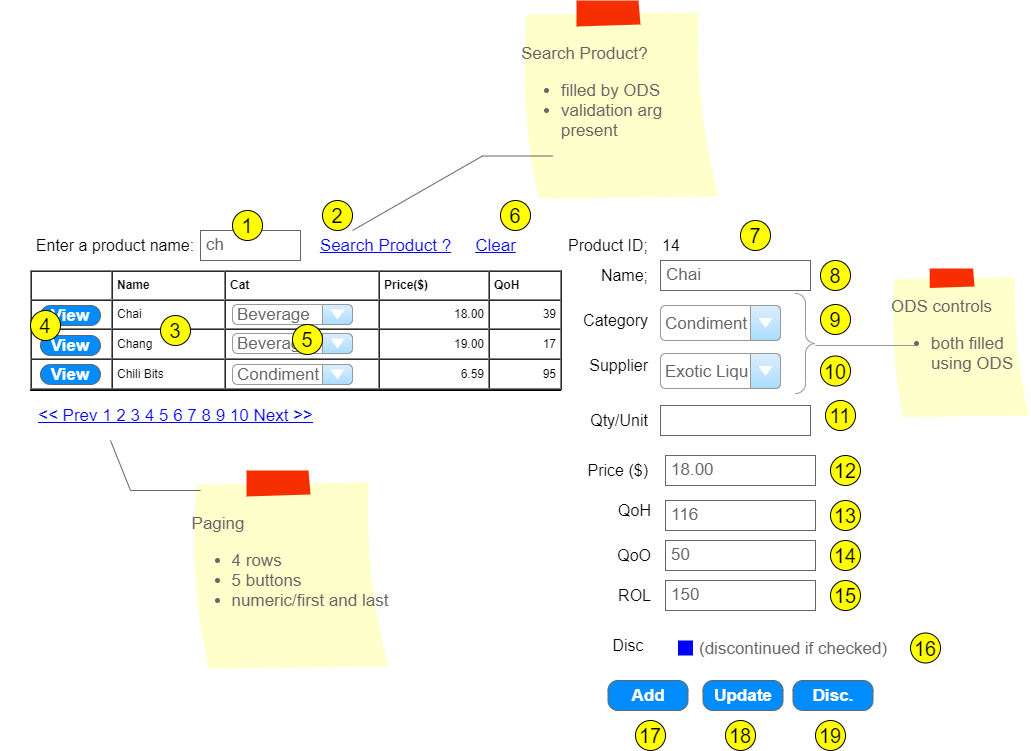 Search Product?
• filled by ODS
• validation arg
present
1
2
6
Enter a product name: ch Search Product ? Clear
Name Cat Price($) QoH
View Chai Beverage 18.00 39
4
3
5
View Chang Beverag 19.00 17
View Chili Bits Condiment 6.59 95
<< Prev 1 2 3 4 5 6 7 8 9 10 Next >>
Paging
• 4 rows
• 5 buttons
• numeric/first and last
Product ID; 14 7
Name; Chai 8
Category Condiment 9
Supplier Exotic Liqu 10
ODS controls
• both filled
using ODS
Qty/Unit 11
Price ($) 18.00 12
QoH 116 13
QoO 50 14
ROL 150 15
Disc (discontinued if checked) 16
Add Update Disc.
17 18 19